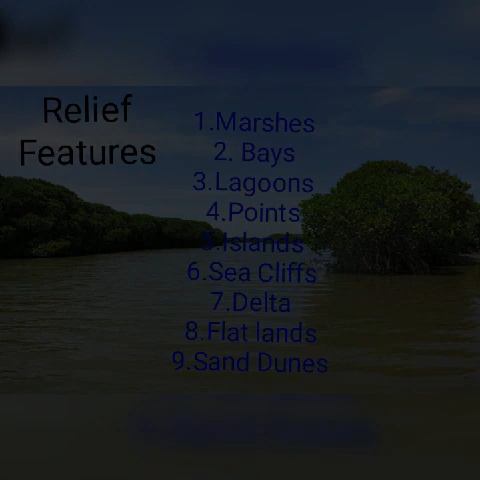 Relief
Features
1.Marshes
2. Bays
3.Lagoons
4.Points
5.Islands
6.Sea Cliffs
7.Delta
8.Flat lands
9.Sand Dunes